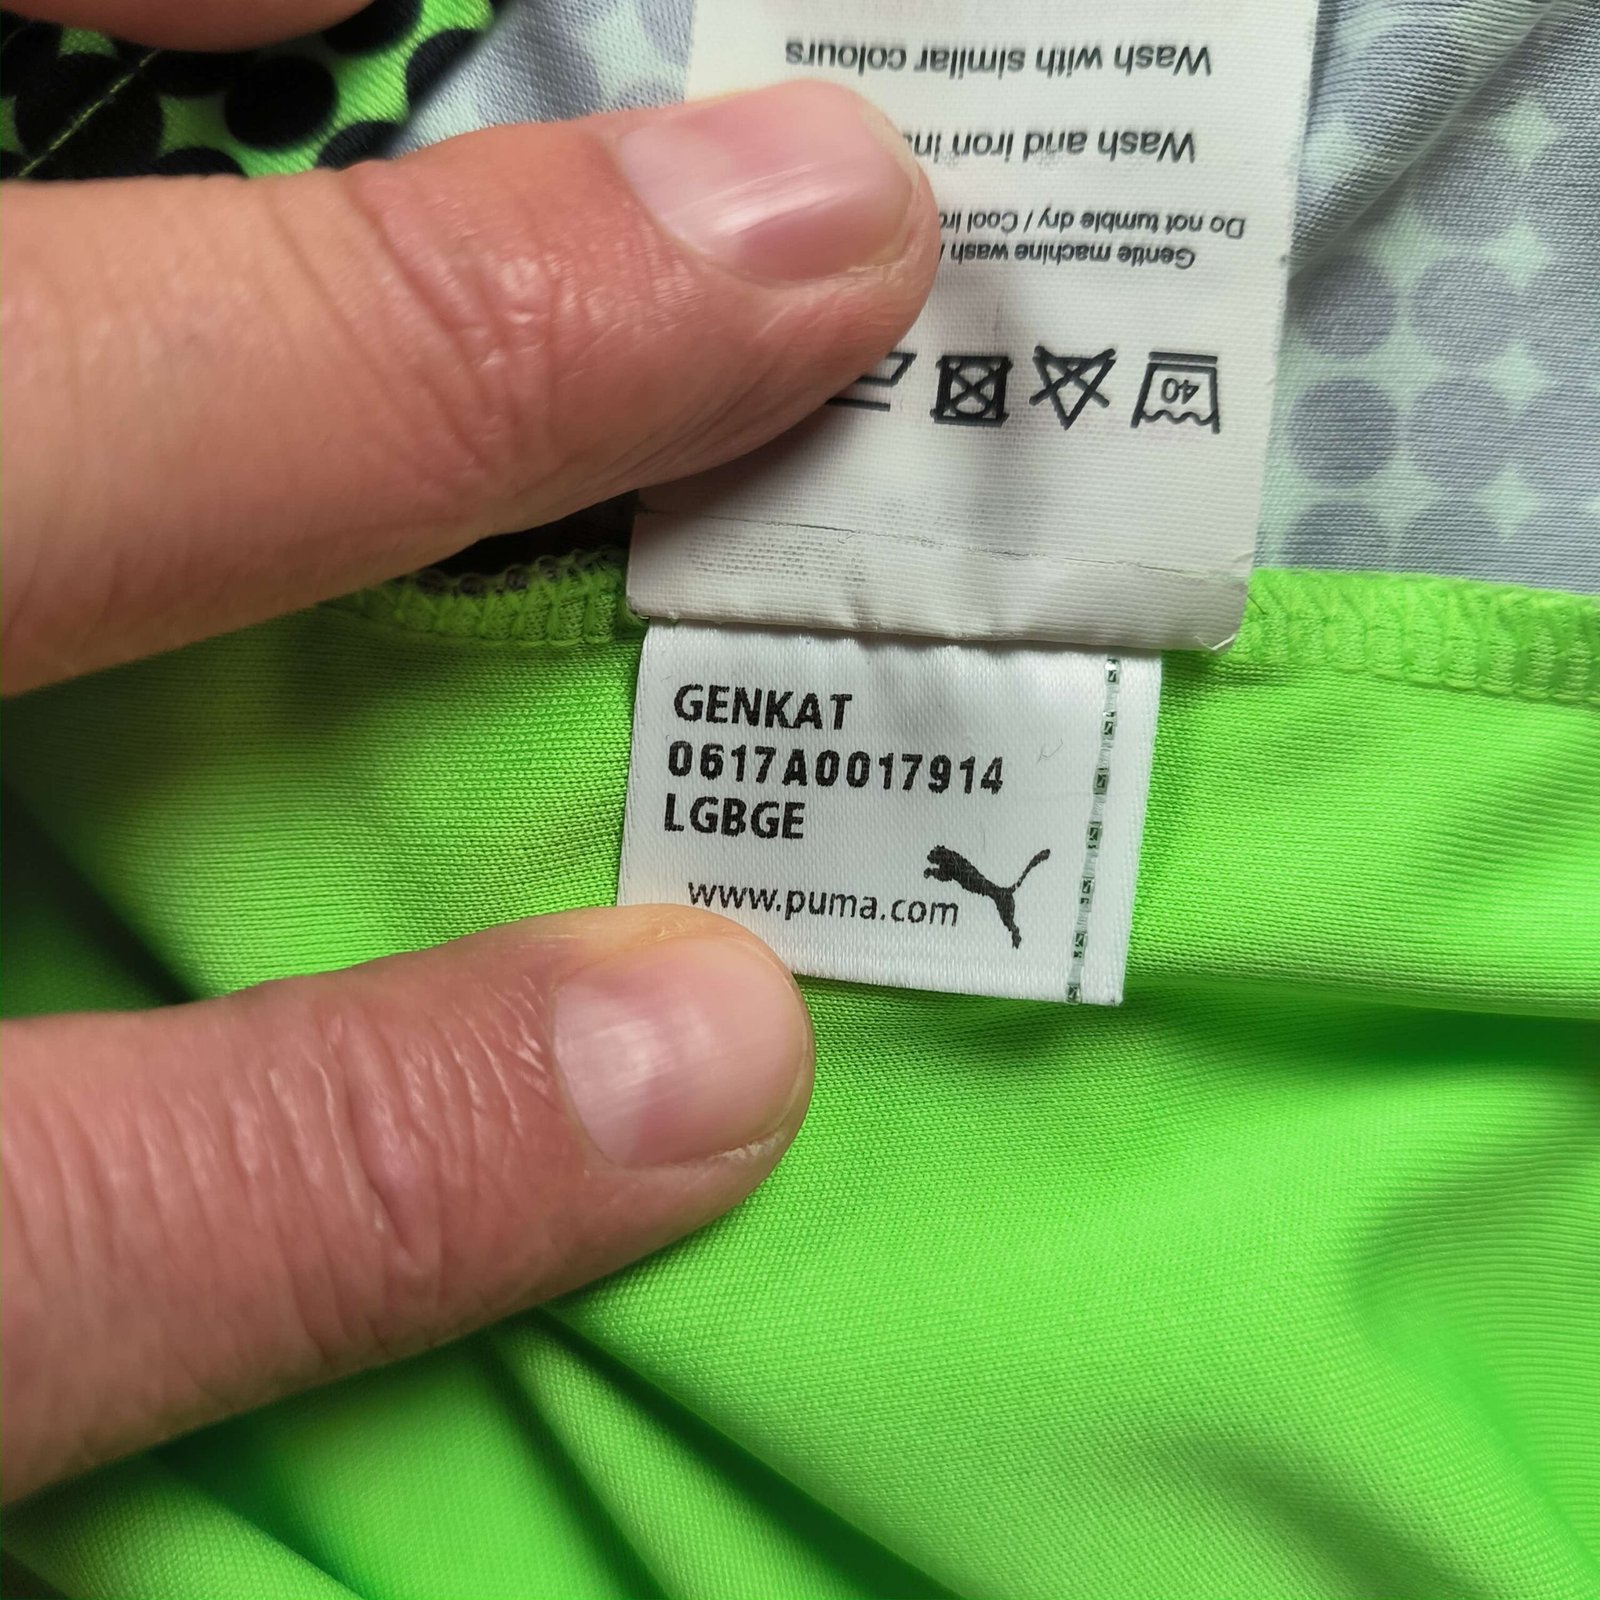 Wash with similar colours
Wash and iron
Do not tumble dry / Cool
Gentle machine wash
40
GENKAT
0617A0017914
LGBGE
www.puma.com